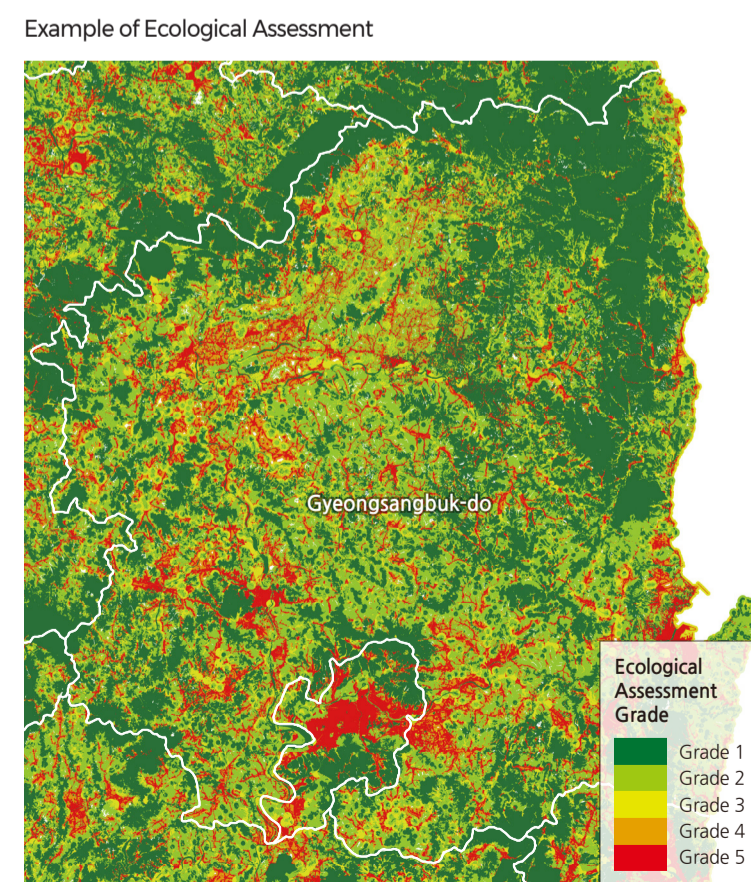 Example of Ecological Assessment
Gyeongsangbuk-do
Ecological
Assessment
Grade
Grade 1
Grade 2
Grade 3
Grade 4
Grade 5